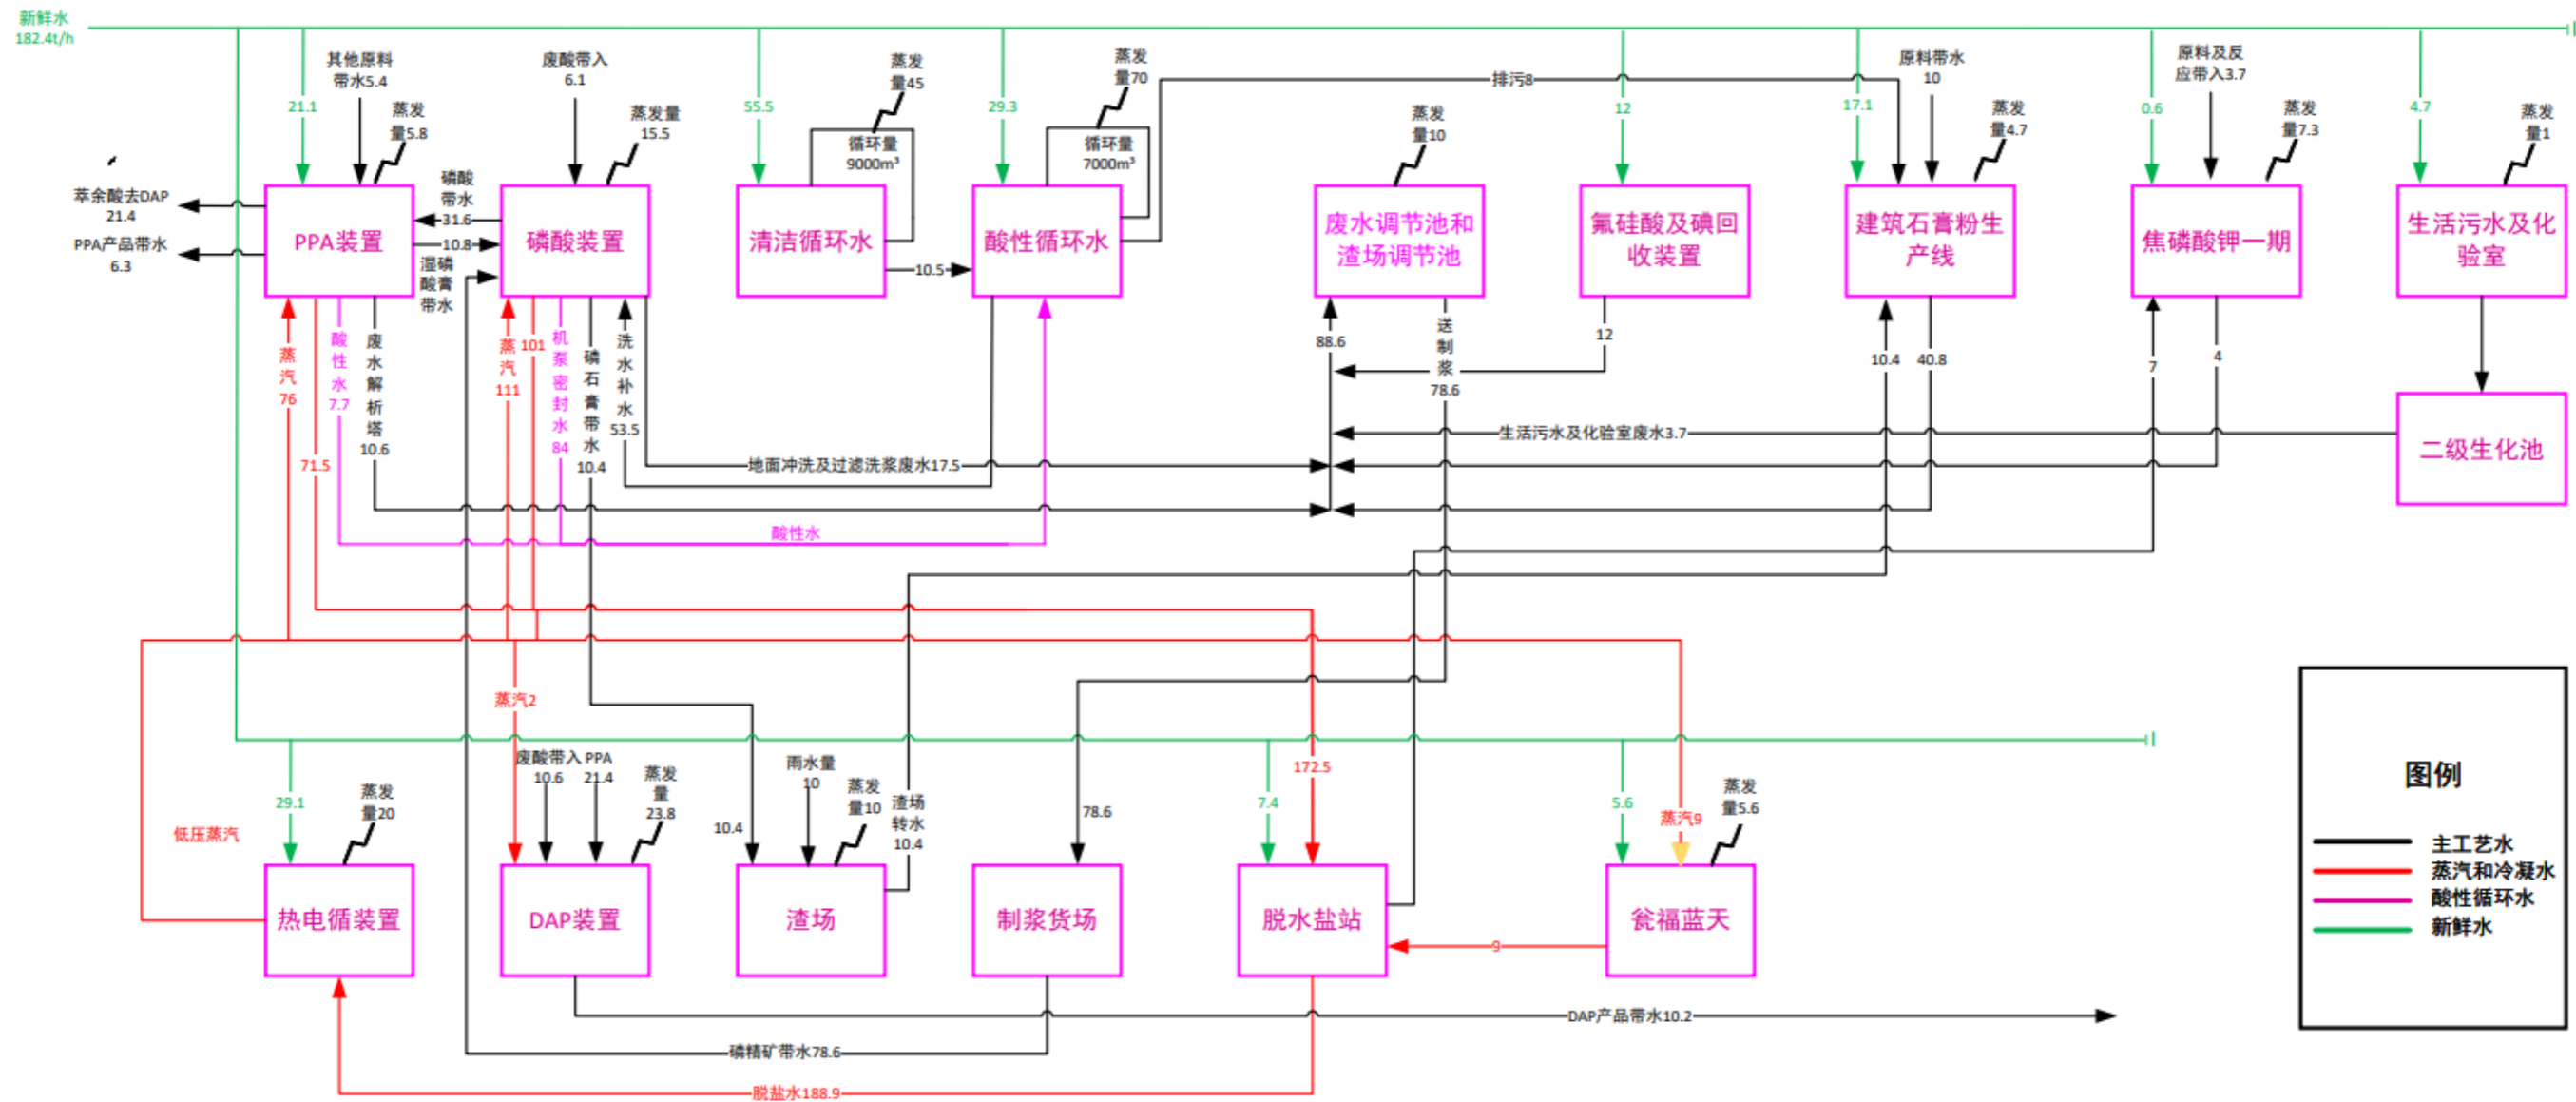 新鲜水
182.4t/h
21.1
其他原料
带水5.4
蒸发
量5.8
废酸带入
6.1
蒸发量
15.5
55.5
蒸发
量45
循环量
9000m³
29.3
蒸发
量70
循环量
7000m³
排污8
蒸发
量10
12
17.1
原料带水
10
蒸发
量4.7
0.6
原料及反
应带入3.7
蒸发
量7.3
4.7
蒸发
量1
萃余酸去DAP
21.4
PPA产品带水
6.3
PPA装置
磷酸
带水
31.6
10.8
湿磷
酸膏
带水
磷酸装置
清洁循环水
10.5
酸性循环水
废水调节池和
渣场调节池
氟硅酸及碘回
收装置
建筑石膏粉生
产线
焦磷酸钾一期
生活污水及化
验室
蒸
汽
76
71.5
酸
性
水
7.7
废
水
解
析
塔
10.6
蒸
汽
111
101
机
泵
密
封
水
84
磷
石
膏
带
水
10.4
洗
水
补
水
53.5
88.6
送
制
浆
78.6
12
10.4
40.8
7
4
生活污水及化验室废水3.7
地面冲洗及过滤洗浆废水17.5
二级生化池
酸性水
蒸汽2
低压蒸汽
29.1
蒸发
量20
废酸带入
10.6
PPA
21.4
蒸发
量
23.8
10.4
雨水量
10
蒸发
量10
渣场
转水
10.4
78.6
7.4
172.5
5.6
蒸汽9
蒸发
量5.6
热电循装置
DAP装置
渣场
制浆货场
脱水盐站
9
瓮福蓝天
DAP产品带水10.2
磷精矿带水78.6
脱盐水188.9
图例
主工艺水
蒸汽和冷凝水
酸性循环水
新鲜水